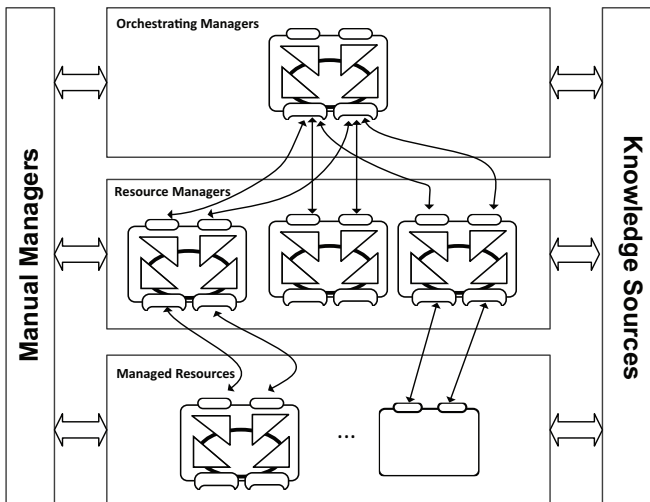 Orchestrating Managers
Manual Managers
Knowledge Sources
Resource Managers
Managed Resources
...